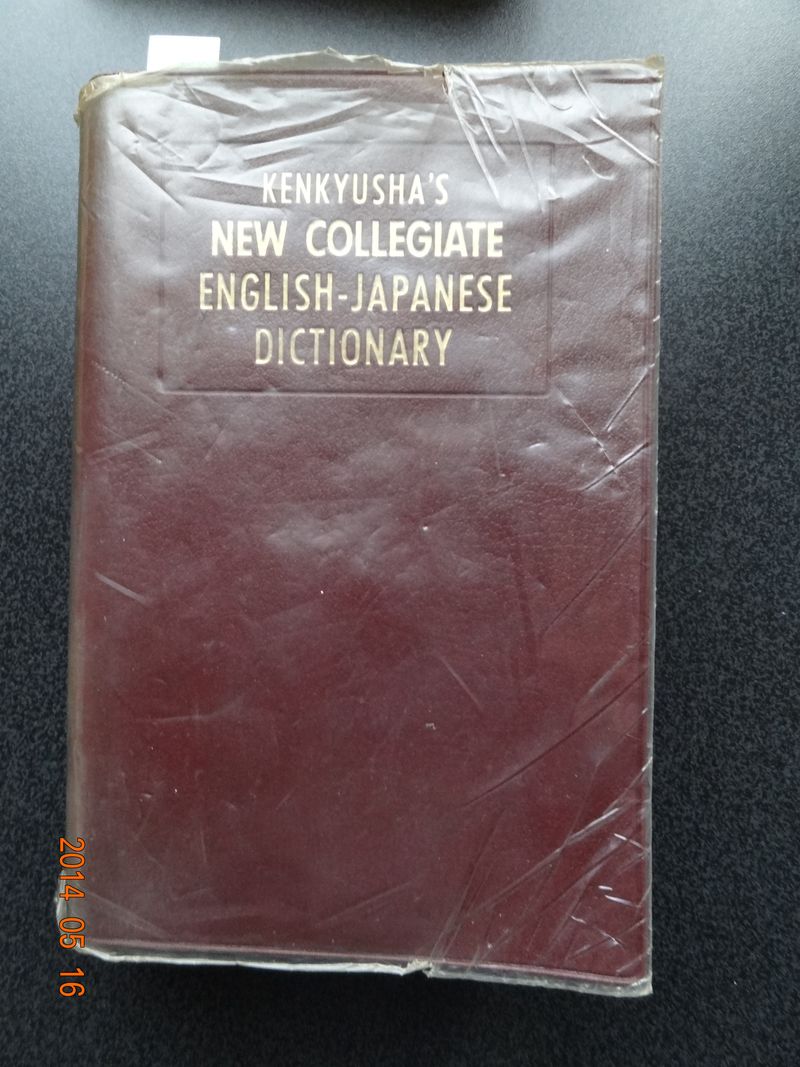 KENKYUSHA'S
NEW COLLEGIATE
ENGLISH-JAPANESE
DICTIONARY
2014 05 16